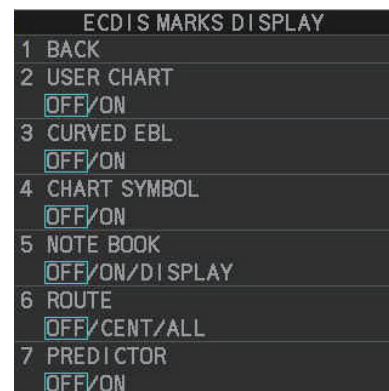 ECDIS MARKS DISPLAY
1 BACK
2 USER CHART
OFF/ON
3 CURVED EBL
OFF/ON
4 CHART SYMBOL
OFF/ON
5 NOTE BOOK
OFF/ON/DISPLAY
6 ROUTE
OFF/CENT/ALL
7 PREDICTOR
OFF/ON